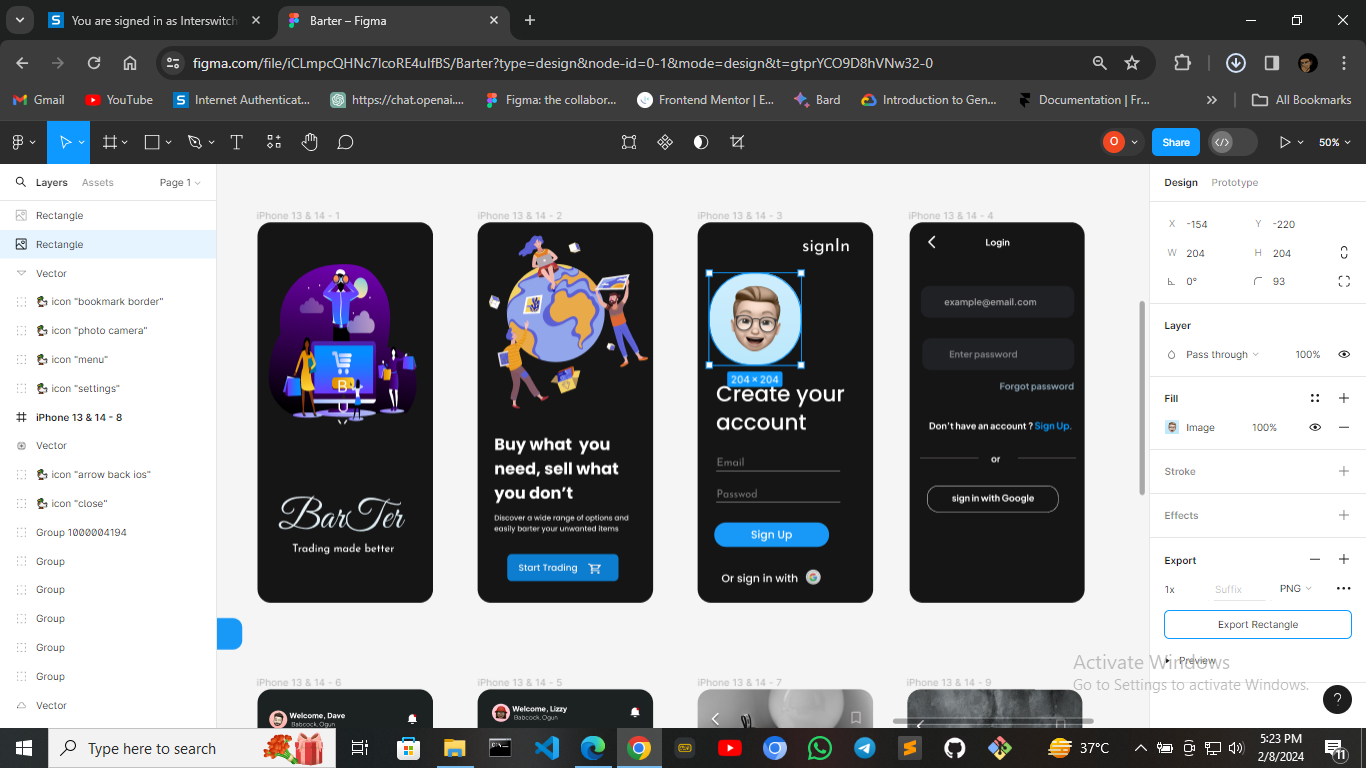 You are signed in as Interswitch
Barter – Figma
figma.com/file/iCLmpcQHNc7lcoRE4uIfBS/Barter?type=design&node-id=0-1&mode=design&t=gtprYCO9D8hVNw32-0
Gmail
YouTube
Internet Authenticat...
https://chat.openai....
Figma: the collabor...
Frontend Mentor | E...
Bard
Introduction to Gen...
Documentation | Fr...
All Bookmarks
O
Share
50%
Layers
Assets
Page 1
Rectangle
Rectangle
Vector
icon "bookmark border"
icon "photo camera"
icon "menu"
icon "settings"
iPhone 13 & 14 - 8
Vector
icon "arrow back ios"
icon "close"
Group 1000004194
Group
Group
Group
Group
Group
Vector
iPhone 13 & 14 - 1
B
BarTer
Trading made better
iPhone 13 & 14 - 2
Buy what you
need, sell what
you don't
Discover a wide range of options and
easily barter your unwanted items
Start Trading
iPhone 13 & 14 - 3
signIn
204 × 204
Create your
account
Email
Passwod
Sign Up
Or sign in with
iPhone 13 & 14 - 4
Login
example@email.com
Enter password
Forgot password
Don't have an account ? Sign Up.
or
sign in with Google
iPhone 13 & 14 - 6
Welcome, Dave
Babcock, Ogun
iPhone 13 & 14 - 5
Welcome, Lizzy
Babcock, Ogun
iPhone 13 & 14 - 7
iPhone 13 & 14 - 9
Design
Prototype
X -154
Y -220
W 204
H 204
0°
93
Layer
Pass through
100%
Fill
Image
100%
Stroke
Effects
Export
1x
Suffix
PNG
Export Rectangle
Preview
Activate Windows
Go to Settings to activate Windows.
?
Type here to search
37°C
5:23 PM
2/8/2024
11